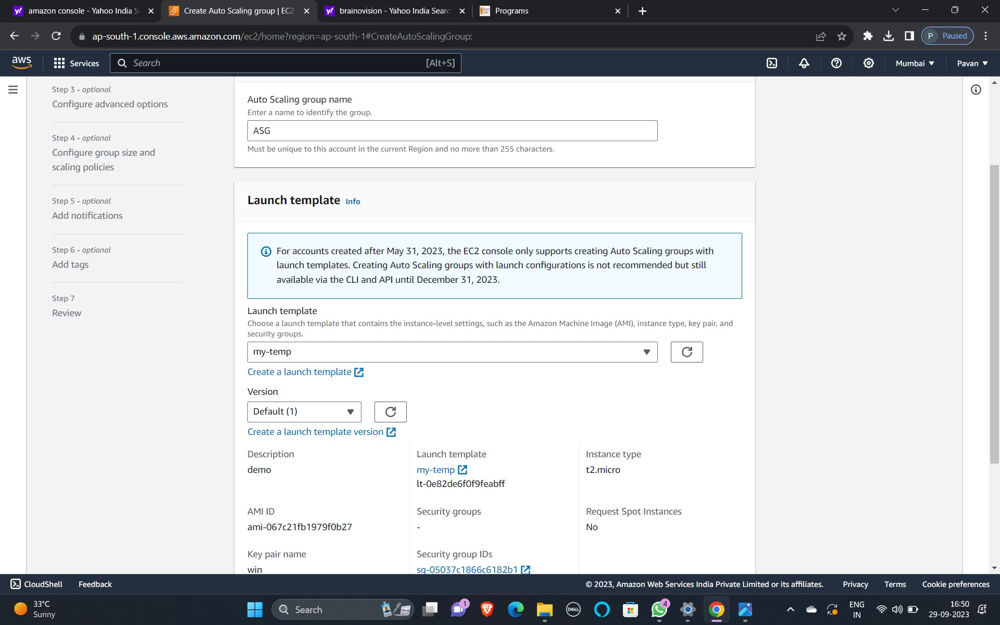 amazon console - Yahoo India S
Create Auto Scaling group | EC2
brainovision - Yahoo India Searc
Programs
ap-south-1.console.aws.amazon.com/ec2/home?region=ap-south-1#CreateAutoScalingGroup:
P Paused
aws
Services
Search
[Alt+S]
Mumbai
Pavan
Step 3 - optional
Configure advanced options
Step 4 - optional
Configure group size and
scaling policies
Step 5 - optional
Add notifications
Step 6 - optional
Add tags
Step 7
Review
Auto Scaling group name
Enter a name to identify the group.
ASG
Must be unique to this account in the current Region and no more than 255 characters.
Launch template Info
For accounts created after May 31, 2023, the EC2 console only supports creating Auto Scaling groups with
launch templates. Creating Auto Scaling groups with launch configurations is not recommended but still
available via the CLI and API until December 31, 2023.
Launch template
Choose a launch template that contains the instance-level settings, such as the Amazon Machine Image (AMI), instance type, key pair, and
security groups.
my-temp
Create a launch template
Version
Default (1)
Create a launch template version
Description
demo
Launch template
my-temp
lt-0e82de6f0f9feabff
Instance type
t2.micro
AMI ID
ami-067c21fb1979f0b27
Security groups
-
Request Spot Instances
No
Key pair name
win
Security group IDs
sg-05037c1866c6182b1
CloudShell
Feedback
© 2023, Amazon Web Services India Private Limited or its affiliates.
Privacy
Terms
Cookie preferences
33°C
Sunny
Search
1
DELL
4
ENG
IN
16:50
29-09-2023